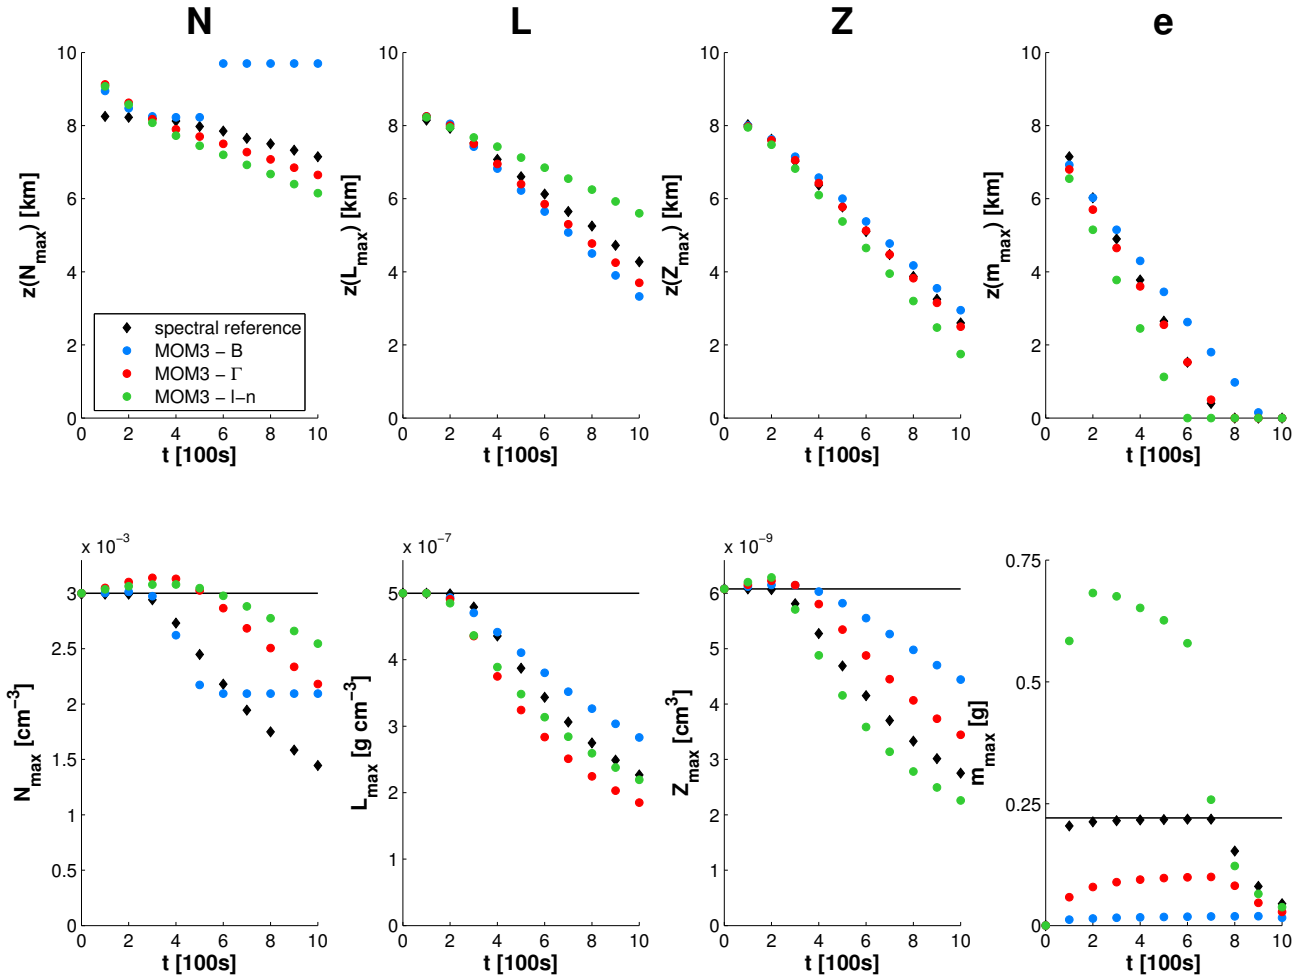 N L Z e
10
8
6
4
2
0
z(N_max) [km]
0 2 4 6 8 10
t [100s]
spectral reference
MOM3 − B
MOM3 − Γ
MOM3 − l−n
10
8
6
4
2
0
z(L_max) [km]
0 2 4 6 8 10
t [100s]
10
8
6
4
2
0
z(Z_max) [km]
0 2 4 6 8 10
t [100s]
10
8
6
4
2
0
z(m_max) [km]
0 2 4 6 8 10
t [100s]
x 10⁻³
3
2.5
2
1.5
1
0.5
0
N_max [cm⁻³]
0 2 4 6 8 10
t [100s]
x 10⁻⁷
5
4
3
2
1
0
L_max [g cm⁻³]
0 2 4 6 8 10
t [100s]
x 10⁻⁹
6
5
4
3
2
1
0
Z_max [cm³]
0 2 4 6 8 10
t [100s]
0.75
0.5
0.25
0
m_max [g]
0 2 4 6 8 10
t [100s]